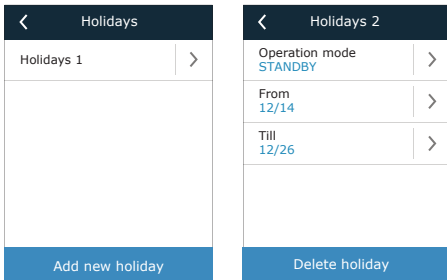 Holidays
Holidays 1
Add new holiday
Holidays 2
Operation mode
STANDBY
From
12/14
Till
12/26
Delete holiday